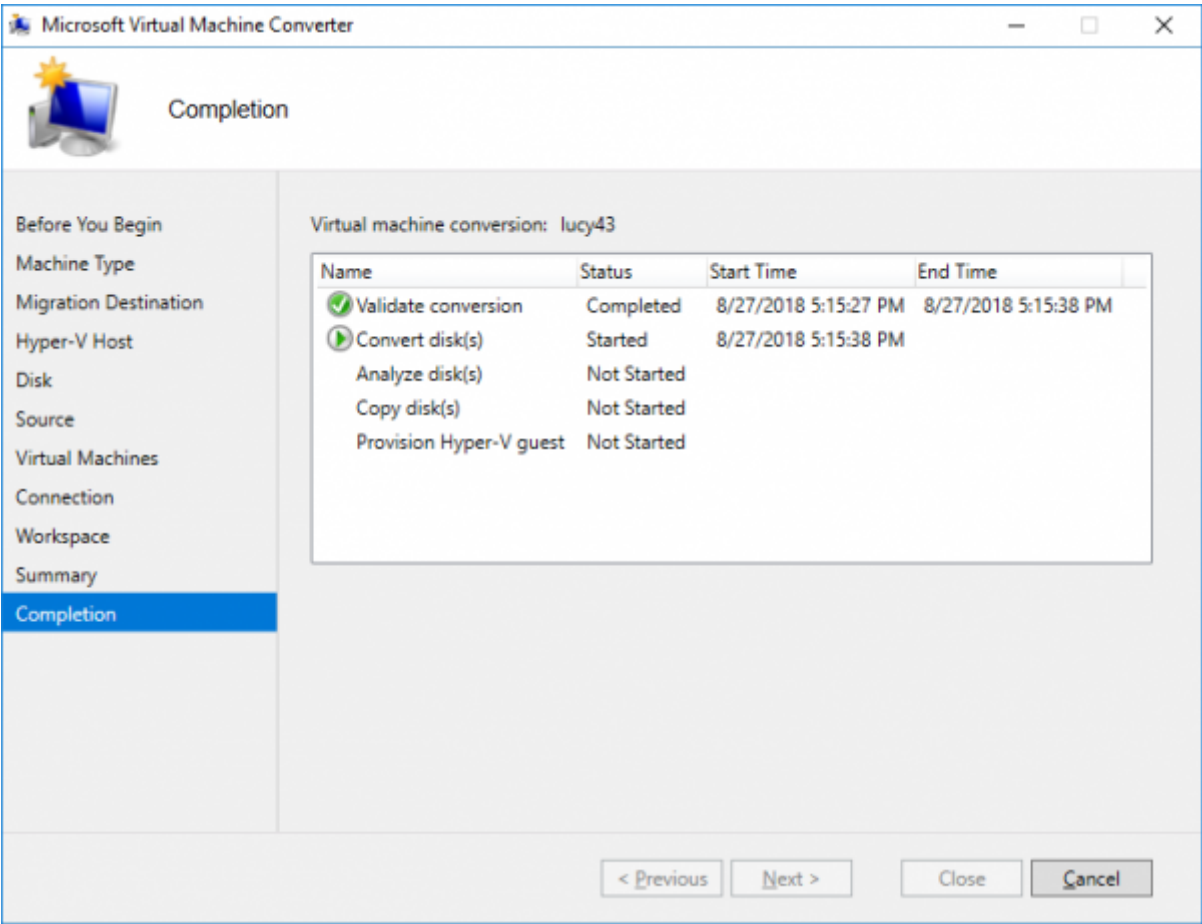 Microsoft Virtual Machine Converter
Completion
Before You Begin
Machine Type
Migration Destination
Hyper-V Host
Disk
Source
Virtual Machines
Connection
Workspace
Summary
Completion
Virtual machine conversion: lucy43
Name Status Start Time End Time
Validate conversion Completed 8/27/2018 5:15:27 PM 8/27/2018 5:15:38 PM
Convert disk(s) Started 8/27/2018 5:15:38 PM
Analyze disk(s) Not Started
Copy disk(s) Not Started
Provision Hyper-V guest Not Started
< Previous Next > Close Cancel